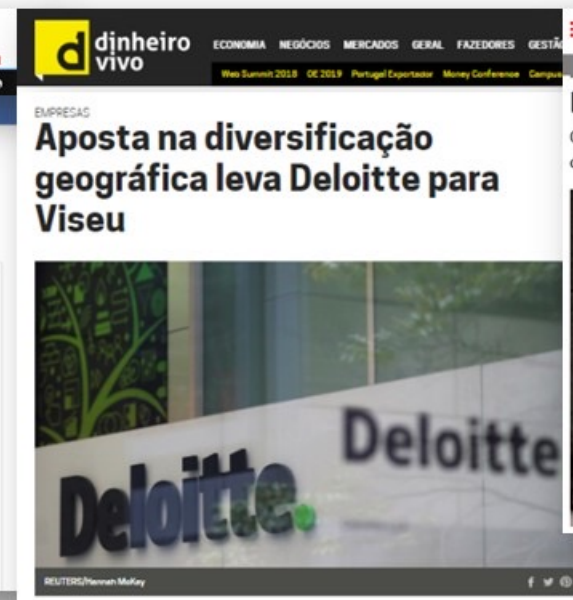 dinheiro
vivo
ECONOMIA NEGÓCIOS MERCADOS GERAL FAZEDORES
Web Summit 2018 OE 2019 Portugal Exportador Money Conference
EMPRESAS
Aposta na diversificação
geográfica leva Deloitte para
Viseu
Deloitte
Deloitte.
REUTERS/Hannah McKay